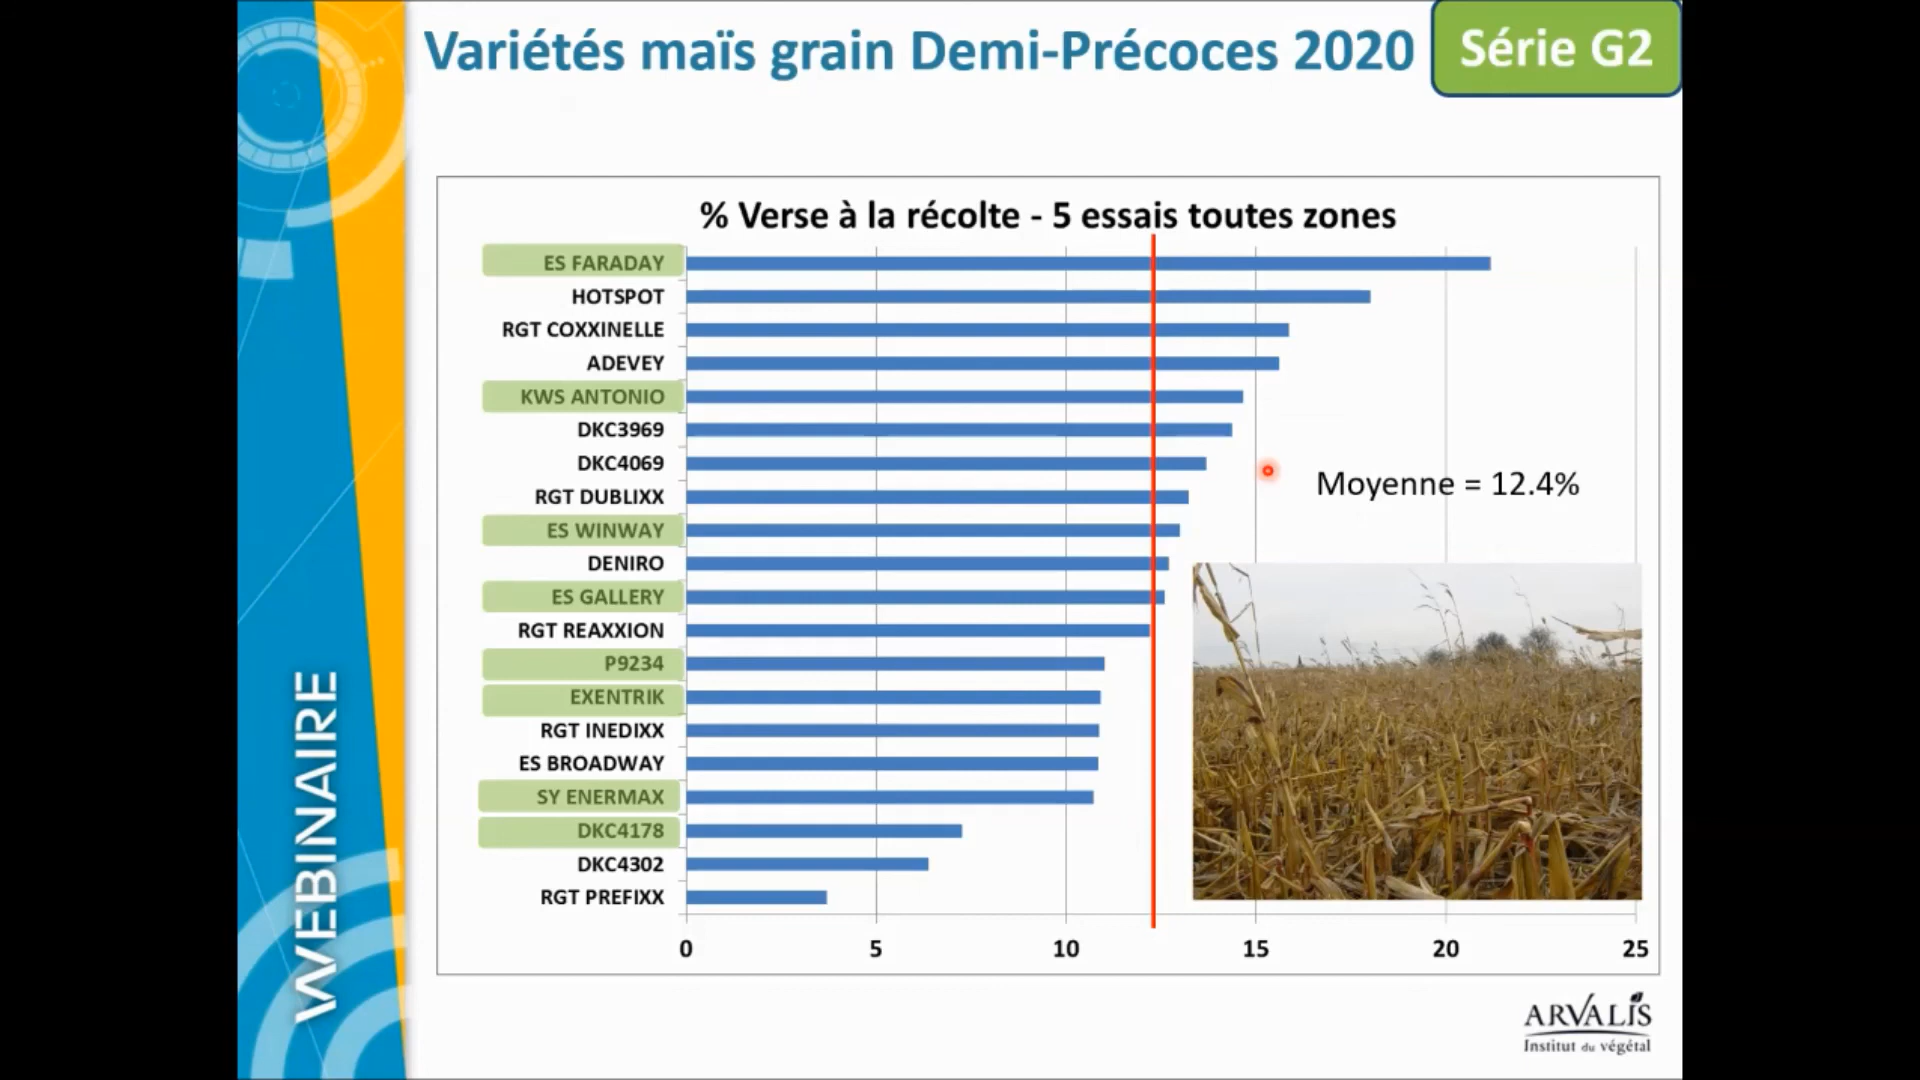 Variétés maïs grain Demi-Précoces 2020
Série G2
% Verse à la récolte - 5 essais toutes zones
ES FARADAY
HOTSPOT
RGT COXXINELLE
ADEVEY
KWS ANTONIO
DKC3969
DKC4069
RGT DUBLIXX
ES WINWAY
DENIRO
ES GALLERY
RGT REAXXION
P9234
EXENTRIK
RGT INEDIXX
ES BROADWAY
SY ENERMAX
DKC4178
DKC4302
RGT PREFIXX
Moyenne = 12.4%
0 5 10 15 20 25
WEBINAIRE
ARVALIS
Institut du végétal